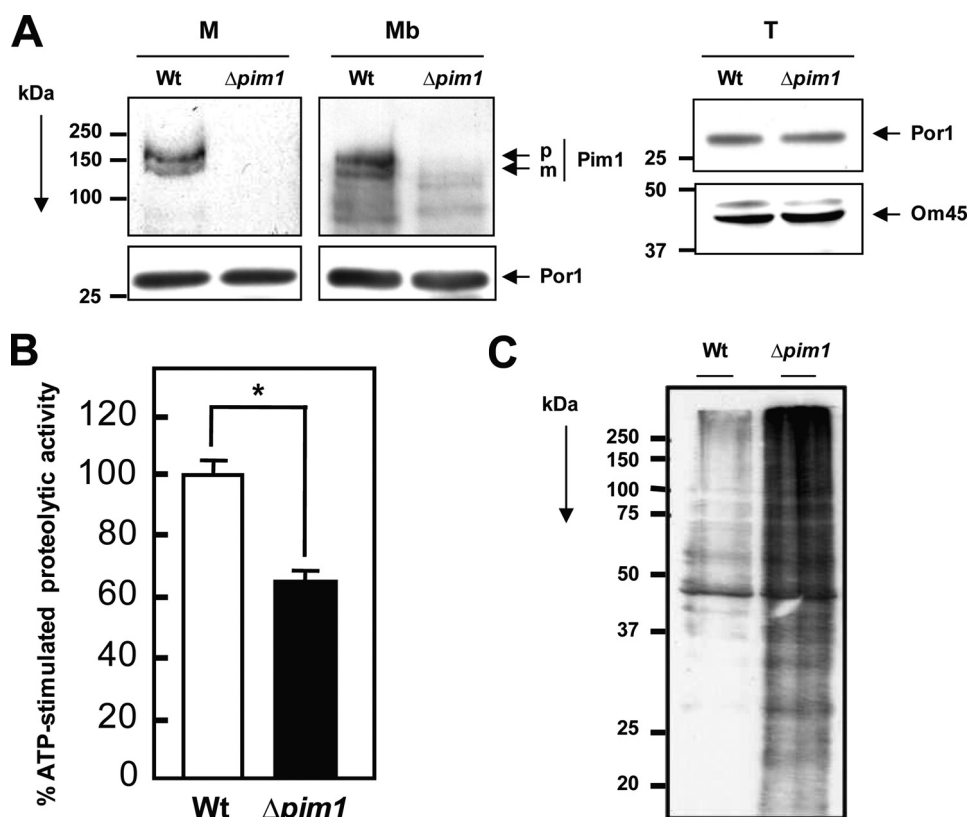 A
M
Mb
T
Wt
Δpim1
Wt
Δpim1
Wt
Δpim1
kDa
250
150
100
25
p
m
Pim1
Por1
25
Por1
50
37
Om45
B
% ATP-stimulated proteolytic activity
120
100
80
60
40
20
0
*
Wt
Δpim1
C
Wt
Δpim1
kDa
250
150
100
75
50
37
25
20